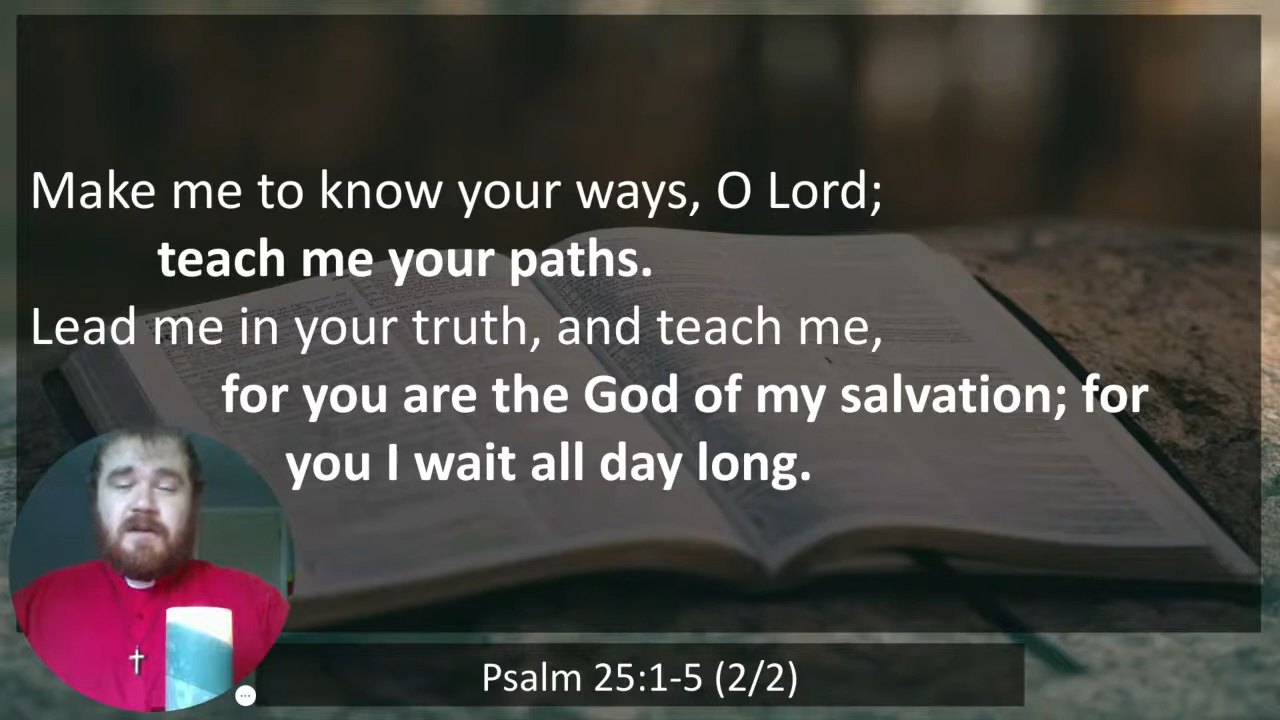 Make me to know your ways, O Lord;
teach me your paths.
Lead me in your truth, and teach me,
for you are the God of my salvation; for
you I wait all day long.
Psalm 25:1-5 (2/2)